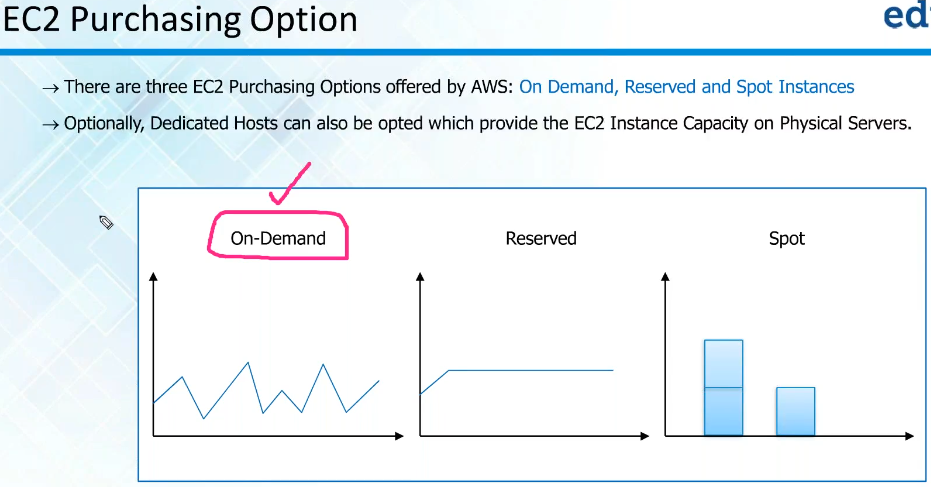 EC2 Purchasing Option
→ There are three EC2 Purchasing Options offered by AWS: On Demand, Reserved and Spot Instances
→ Optionally, Dedicated Hosts can also be opted which provide the EC2 Instance Capacity on Physical Servers.
On-Demand
Reserved
Spot